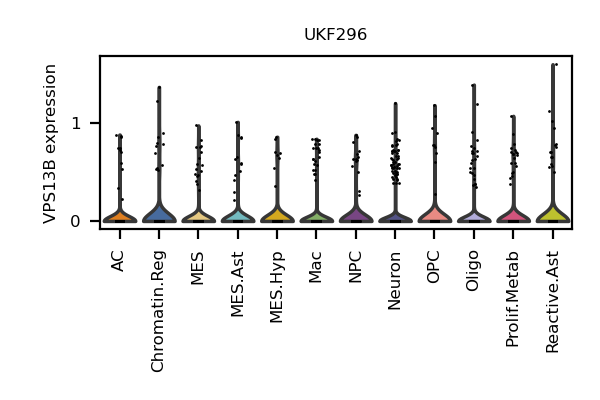 UKF296
VPS13B expression
1
0
AC
Chromatin.Reg
MES
MES.Ast
MES.Hyp
Mac
NPC
Neuron
OPC
Oligo
Prolif.Metab
Reactive.Ast